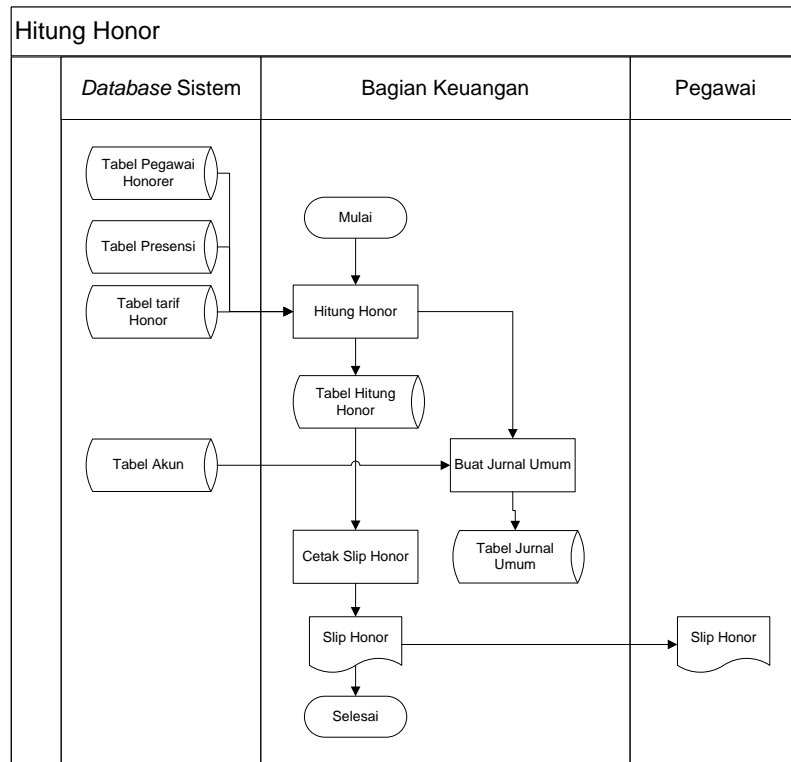 Hitung Honor
Database Sistem
Bagian Keuangan
Pegawai
Tabel Pegawai
Honorer
Mulai
Tabel Presensi
Tabel tarif
Honor
Hitung Honor
Tabel Hitung
Honor
Tabel Akun
Buat Jurnal Umum
Cetak Slip Honor
Tabel Jurnal
Umum
Slip Honor
Slip Honor
Selesai